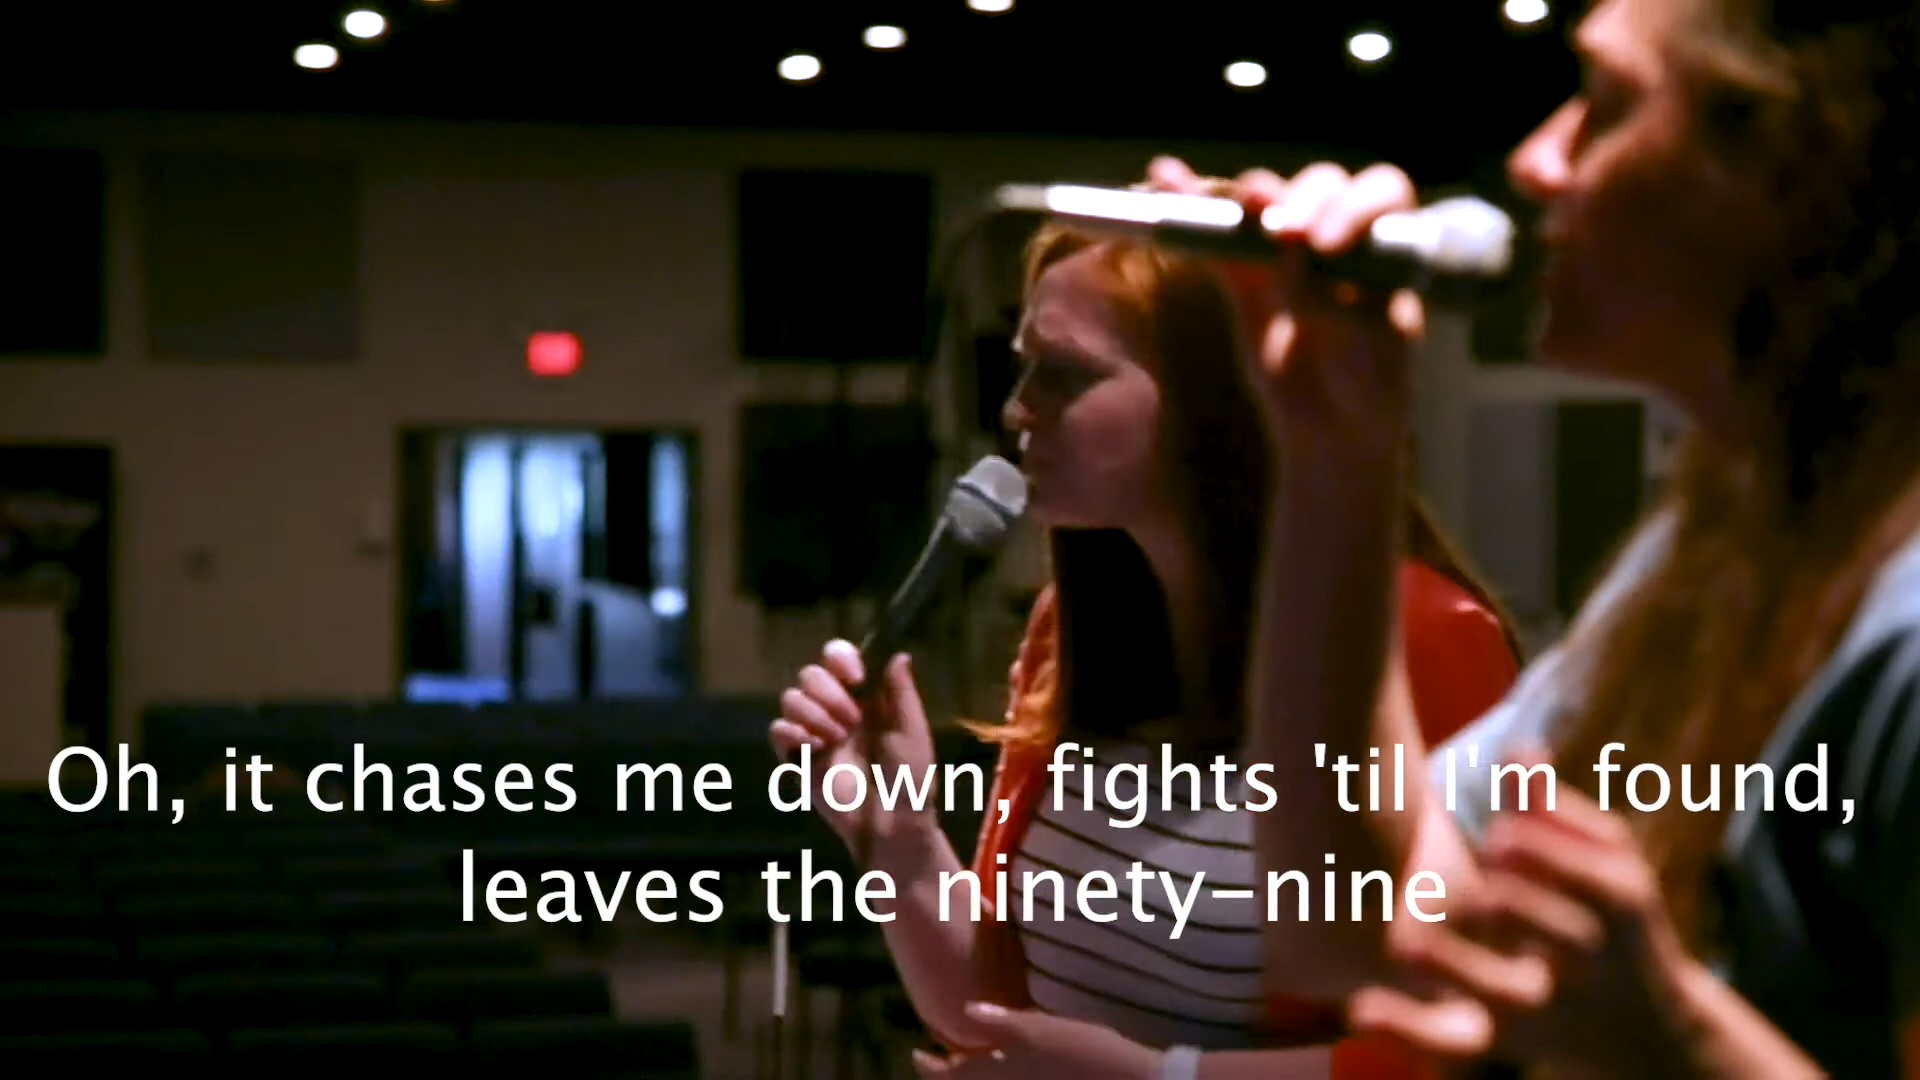 Oh, it chases me down, fights 'til I'm found,
leaves the ninety-nine